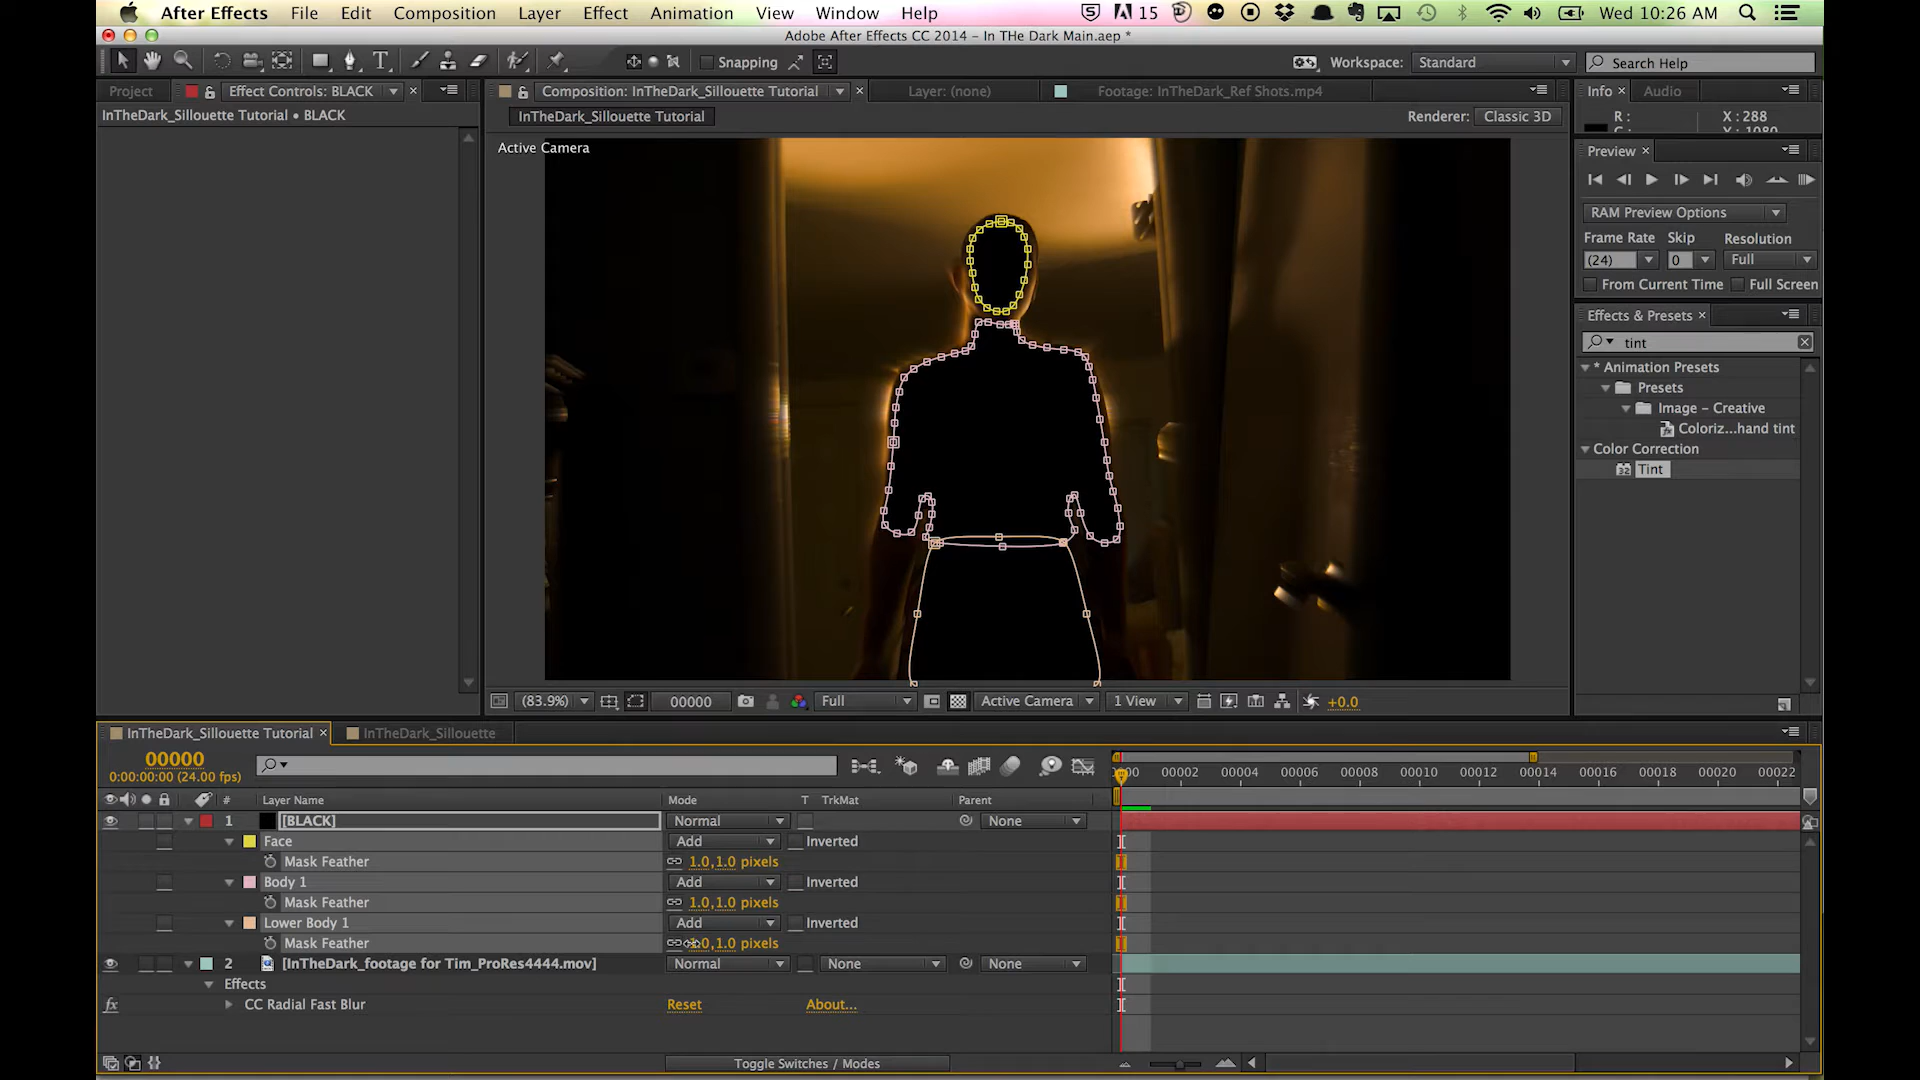 After Effects File Edit Composition Layer Effect Animation View Window Help 15 Wed 10:26 AM
Adobe After Effects CC 2014 - In THe Dark Main.aep *
Snapping Workspace: Standard Search Help
Project Effect Controls: BLACK × Composition: InTheDark_Sillouette Tutorial × Layer: (none) Footage: InTheDark_Ref Shots.mp4 Info × Audio
InTheDark_Sillouette Tutorial • BLACK InTheDark_Sillouette Tutorial Renderer: Classic 3D R: X: 288
Y: 1080
Active Camera
Preview ×
RAM Preview Options
Frame Rate Skip Resolution
(24) 0 Full
From Current Time Full Screen
Effects & Presets ×
tint
* Animation Presets
Presets
Image - Creative
Coloriz...hand tint
Color Correction
Tint
(83.9%) 00000 Full Active Camera 1 View +0.0
InTheDark_Sillouette Tutorial × InTheDark_Sillouette
00000
0:00:00:00 (24.00 fps)
00002 00004 00006 00008 00010 00012 00014 00016 00018 00020 00022
# Layer Name Mode T TrkMat Parent
1 [BLACK] Normal None
Face Add Inverted
Mask Feather 1.0,1.0 pixels
Body 1 Add Inverted
Mask Feather 1.0,1.0 pixels
Lower Body 1 Add Inverted
Mask Feather 1.0 pixels
2 [InTheDark_footage for Tim_ProRes4444.mov] Normal None None
Effects
fx CC Radial Fast Blur Reset About...
Toggle Switches / Modes